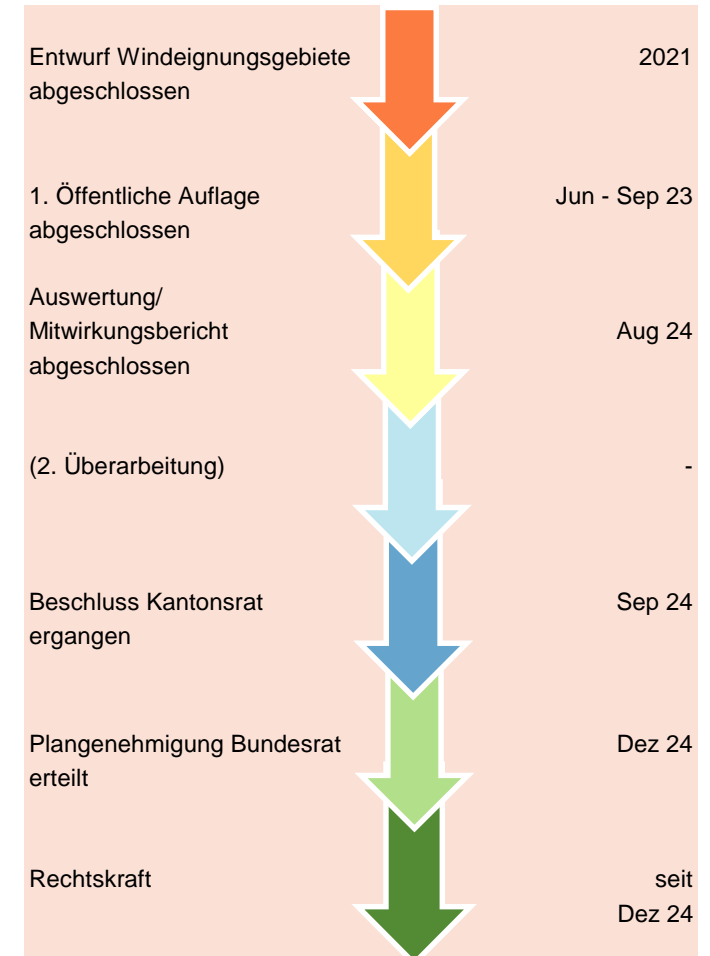 Entwurf Windeignungsgebiete 2021
abgeschlossen
1. Öffentliche Auflage Jun - Sep 23
abgeschlossen
Auswertung/
Mitwirkungsbericht Aug 24
abgeschlossen
(2. Überarbeitung) -
Beschluss Kantonsrat Sep 24
ergangen
Plangenehmigung Bundesrat Dez 24
erteilt
Rechtskraft seit
Dez 24